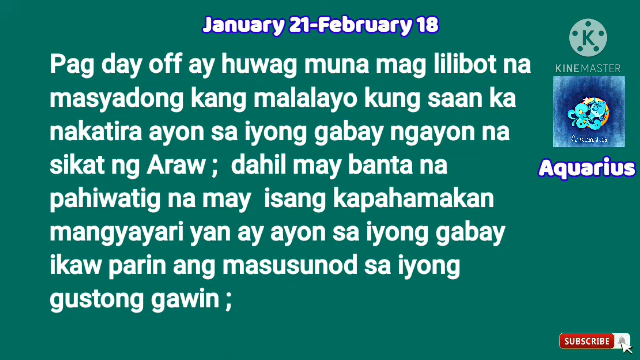 January 21-February 18
Pag day off ay huwag muna mag lilibot na
masyadong kang malalayo kung saan ka
nakatira ayon sa iyong gabay ngayon na
sikat ng Araw ; dahil may banta na
pahiwatig na may isang kapahamakan
mangyayari yan ay ayon sa iyong gabay
ikaw parin ang masusunod sa iyong
gustong gawin ;
KINEMASTER
Aquarius
Aquarius
SUBSCRIBE